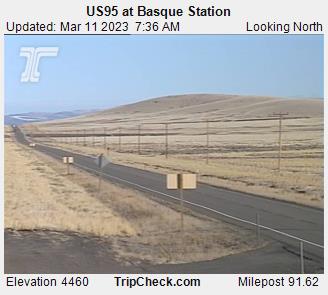 US95 at Basque Station
Updated: Mar 11 2023 7:36 AM Looking North
Elevation 4460 TripCheck.com Milepost 91.62